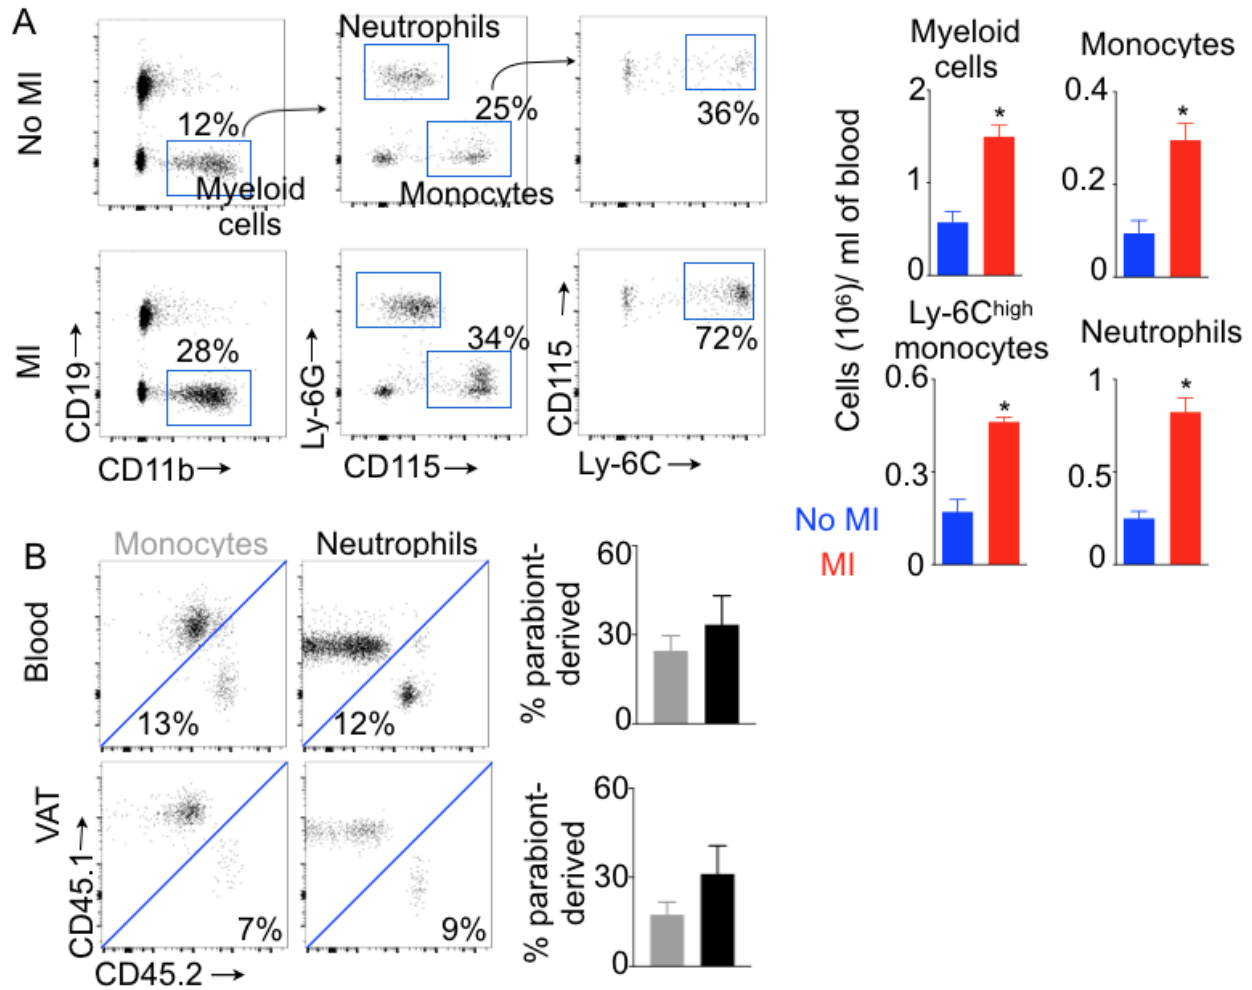 A
No MI
12%
Myeloid
cells
Neutrophils
25%
Monocytes
36%
MI
CD19→
28%
CD11b→
Ly-6G→
34%
CD115→
CD115→
72%
Ly-6C→
Cells (10⁶)/ ml of blood
Myeloid
cells
2
1
0
*
Monocytes
0.4
0.2
0
*
Ly-6Chigh
monocytes
0.6
0.3
0
*
Neutrophils
1
0.5
0
*
No MI
MI
B
Monocytes
Neutrophils
Blood
13%
12%
% parabiont-
derived
60
30
0
VAT
CD45.1→
7%
9%
CD45.2→
% parabiont-
derived
60
30
0